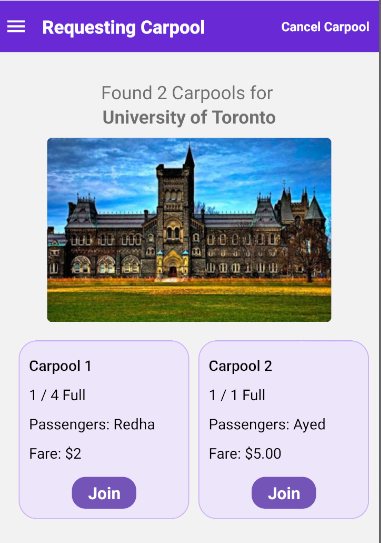 Requesting Carpool
Cancel Carpool
Found 2 Carpools for
University of Toronto
Carpool 1
1 / 4 Full
Passengers: Redha
Fare: $2
Join
Carpool 2
1 / 1 Full
Passengers: Ayed
Fare: $5.00
Join